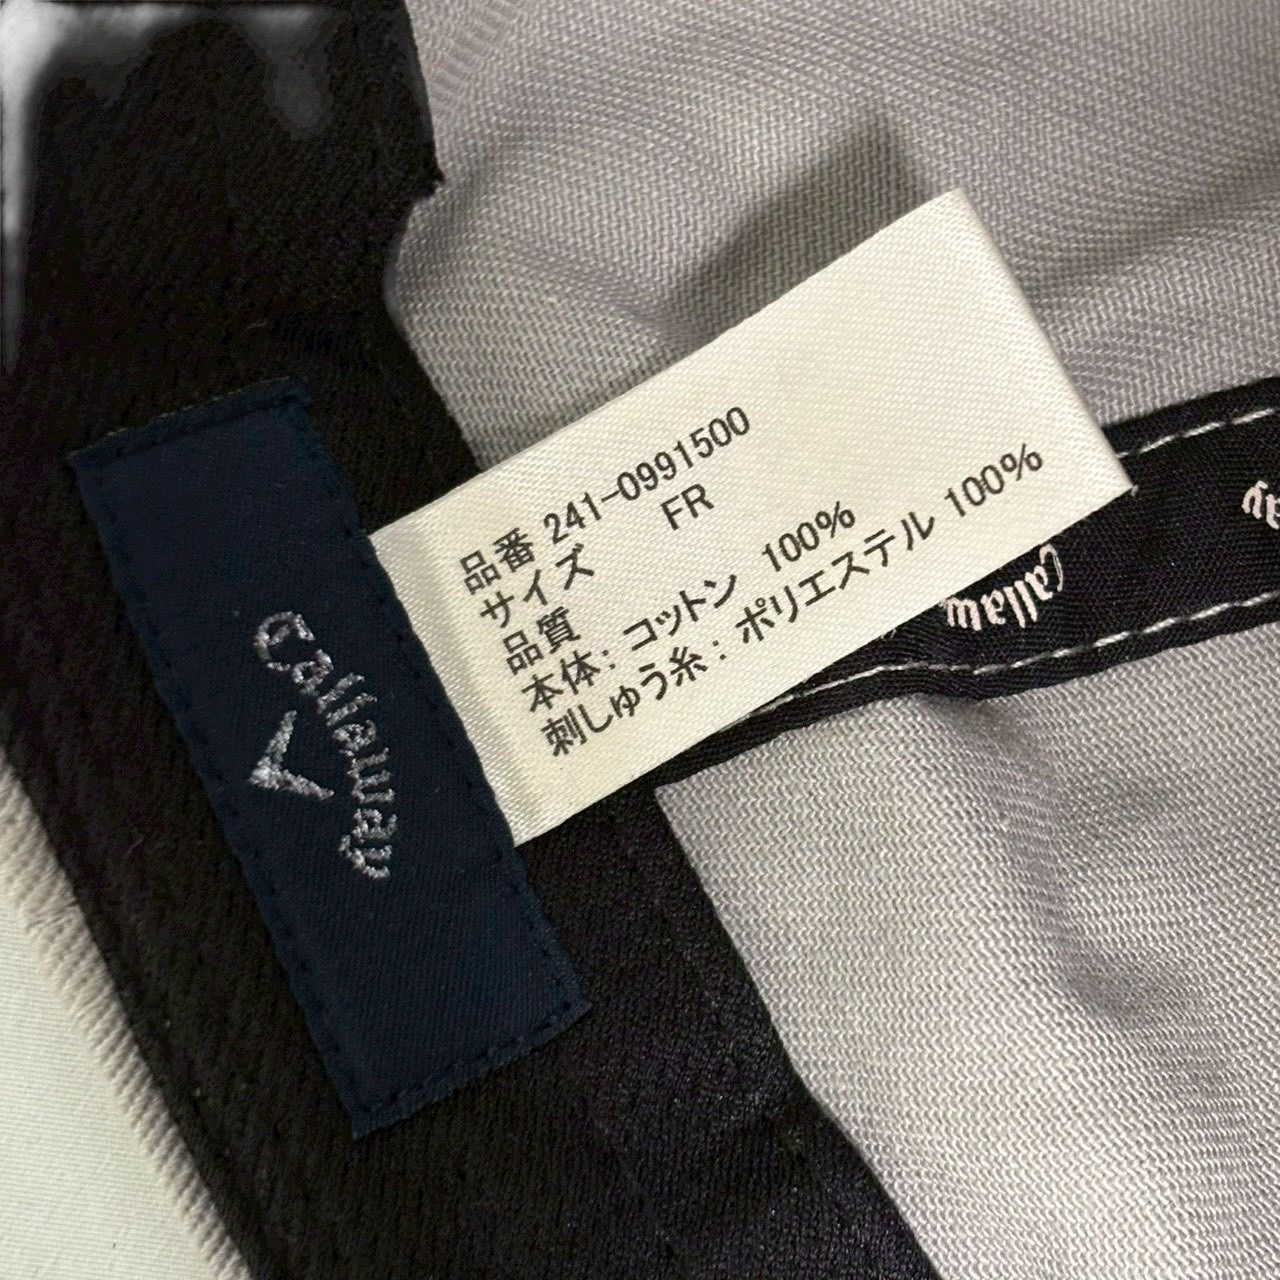 品番 241-0991500
サイズ FR
品質
本体: コットン 100%
刺しゅう糸: ポリエステル 100%
Callaway
Callaway